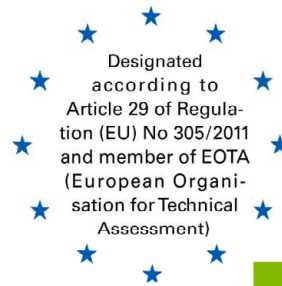 Designated
according to
Article 29 of Regula-
tion (EU) No 305/2011
and member of EOTA
(European Organi-
sation for Technical
Assessment)